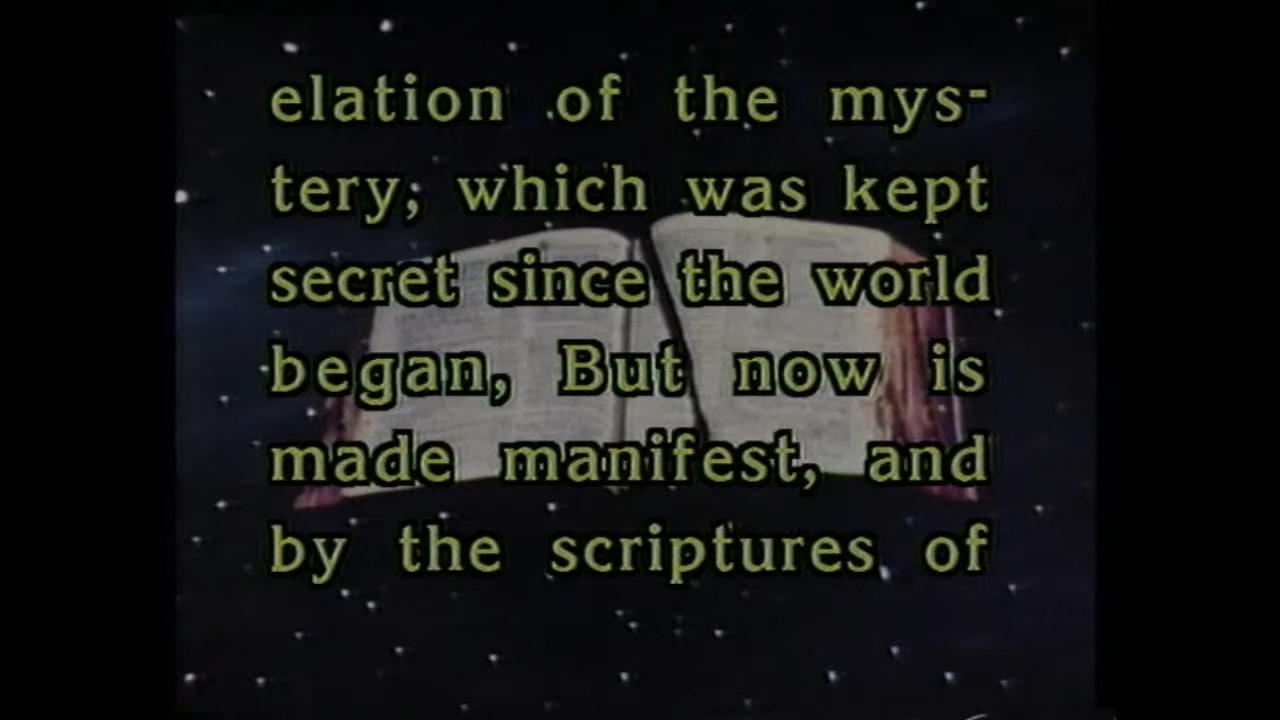 elation of the mys-
tery, which was kept
secret since the world
began, But now is
made manifest, and
by the scriptures of